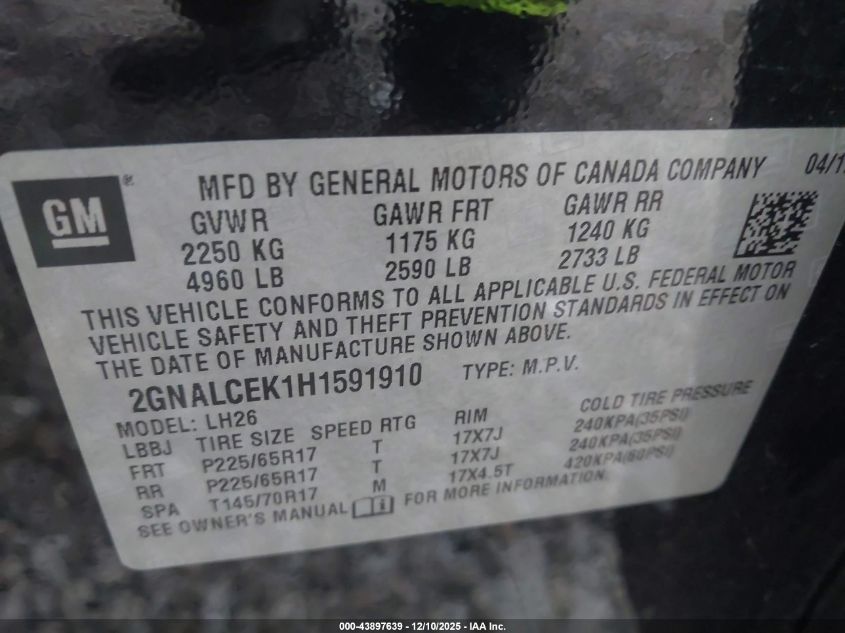 GM
MFD BY GENERAL MOTORS OF CANADA COMPANY
GVWR GAWR FRT GAWR RR
2250 KG 1175 KG 1240 KG
4960 LB 2590 LB 2733 LB
THIS VEHICLE CONFORMS TO ALL APPLICABLE U.S. FEDERAL MOTOR
VEHICLE SAFETY AND THEFT PREVENTION STANDARDS IN EFFECT ON
THE DATE OF MANUFACTURE SHOWN ABOVE.
2GNALCEK1H1591910 TYPE: M.P.V.
MODEL: LH26
LBBJ TIRE SIZE SPEED RTG RIM COLD TIRE PRESSURE
FRT P225/65R17 T 17X7J 240KPA(35PSI)
RR P225/65R17 T 17X7J 240KPA(35PSI)
SPA T145/70R17 M 17X4.5T 420KPA(60PSI)
SEE OWNER'S MANUAL FOR MORE INFORMATION.
000-43897639 - 12/10/2025 - IAA Inc.